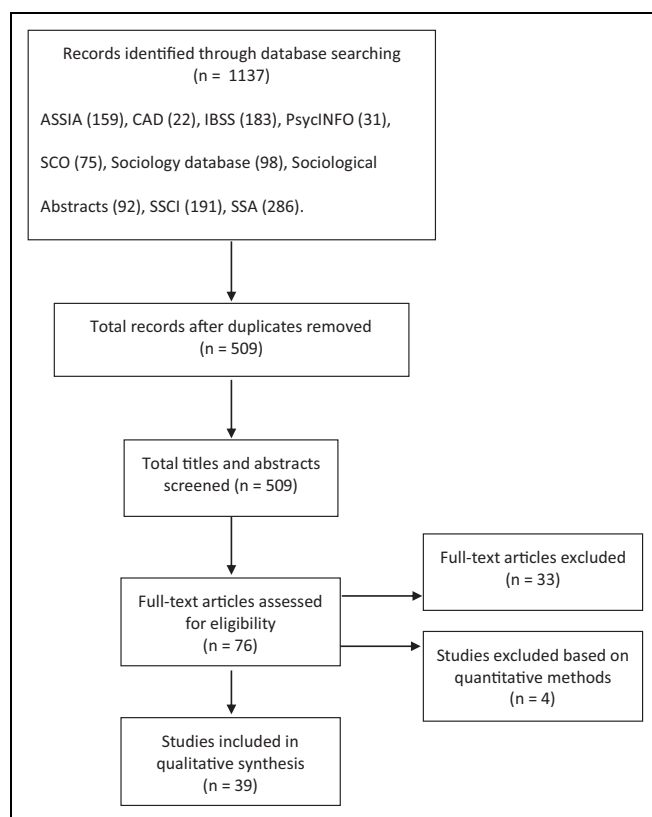 Records identified through database searching
(n = 1137)
ASSIA (159), CAD (22), IBSS (183), PsycINFO (31),
SCO (75), Sociology database (98), Sociological
Abstracts (92), SSCI (191), SSA (286).
Total records after duplicates removed
(n = 509)
Total titles and abstracts
screened (n = 509)
Full-text articles excluded
(n = 33)
Full-text articles assessed
for eligibility
(n = 76)
Studies excluded based on
quantitative methods
(n = 4)
Studies included in
qualitative synthesis
(n = 39)